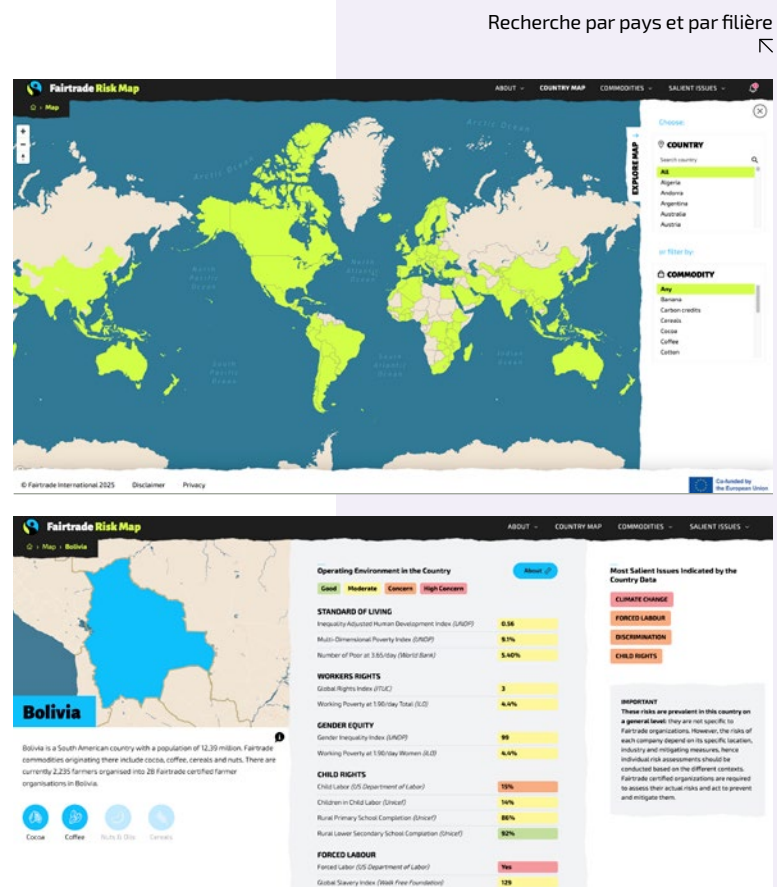 Recherche par pays et par filière
Fairtrade Risk Map
ABOUT
COUNTRY MAP
COMMODITIES
SALIENT ISSUES
Map
Arctic Ocean
Arctic Ocean
North Pacific Ocean
North Atlantic Ocean
South Pacific Ocean
South Atlantic Ocean
Indian Ocean
EXPLORE MAP
Choose:
COUNTRY
Search country
All
Algeria
Andorra
Argentina
Australia
Austria
or filter by:
COMMODITY
Any
Banana
Carbon credits
Cereals
Cocoa
Coffee
Cotton
© Fairtrade International 2025 Disclaimer Privacy
Co-funded by
the European Union
Fairtrade Risk Map
ABOUT
COUNTRY MAP
COMMODITIES
SALIENT ISSUES
Map › Bolivia
Bolivia
Bolivia is a South American country with a population of 12.39 million. Fairtrade
commodities originating there include cocoa, coffee, cereals and nuts. There are
currently 2,235 farmers organised into 28 Fairtrade certified farmer
organisations in Bolivia.
Cocoa Coffee Nuts & Oils Cereals
Operating Environment in the Country
About
Good Moderate Concern High Concern
STANDARD OF LIVING
Inequality Adjusted Human Development Index (UNDP) 0.56
Multi-Dimensional Poverty Index (UNDP) 9.1%
Number of Poor at 3.65/day (World Bank) 5.40%
WORKERS RIGHTS
Global Rights Index (ITUC) 3
Working Poverty at 1.90/day Total (ILO) 4.4%
GENDER EQUITY
Gender Inequality Index (UNDP) 99
Working Poverty at 1.90/day Women (ILO) 4.4%
CHILD RIGHTS
Child Labor (US Department of Labor) 15%
Children in Child Labor (Unicef) 14%
Rural Primary School Completion (Unicef) 86%
Rural Lower Secondary School Completion (Unicef) 92%
FORCED LABOUR
Forced Labor (US Department of Labor) Yes
Global Slavery Index (Walk Free Foundation) 129
Most Salient Issues Indicated by the
Country Data
CLIMATE CHANGE
FORCED LABOUR
DISCRIMINATION
CHILD RIGHTS
IMPORTANT
These risks are prevalent in this country on
a general level: they are not specific to
Fairtrade organizations. However, the risks of
each company depend on its specific location,
industry and mitigating measures, hence
individual risk assessments should be
conducted based on the different contexts.
Fairtrade certified organizations are required
to assess their actual risks and act to prevent
and mitigate them.